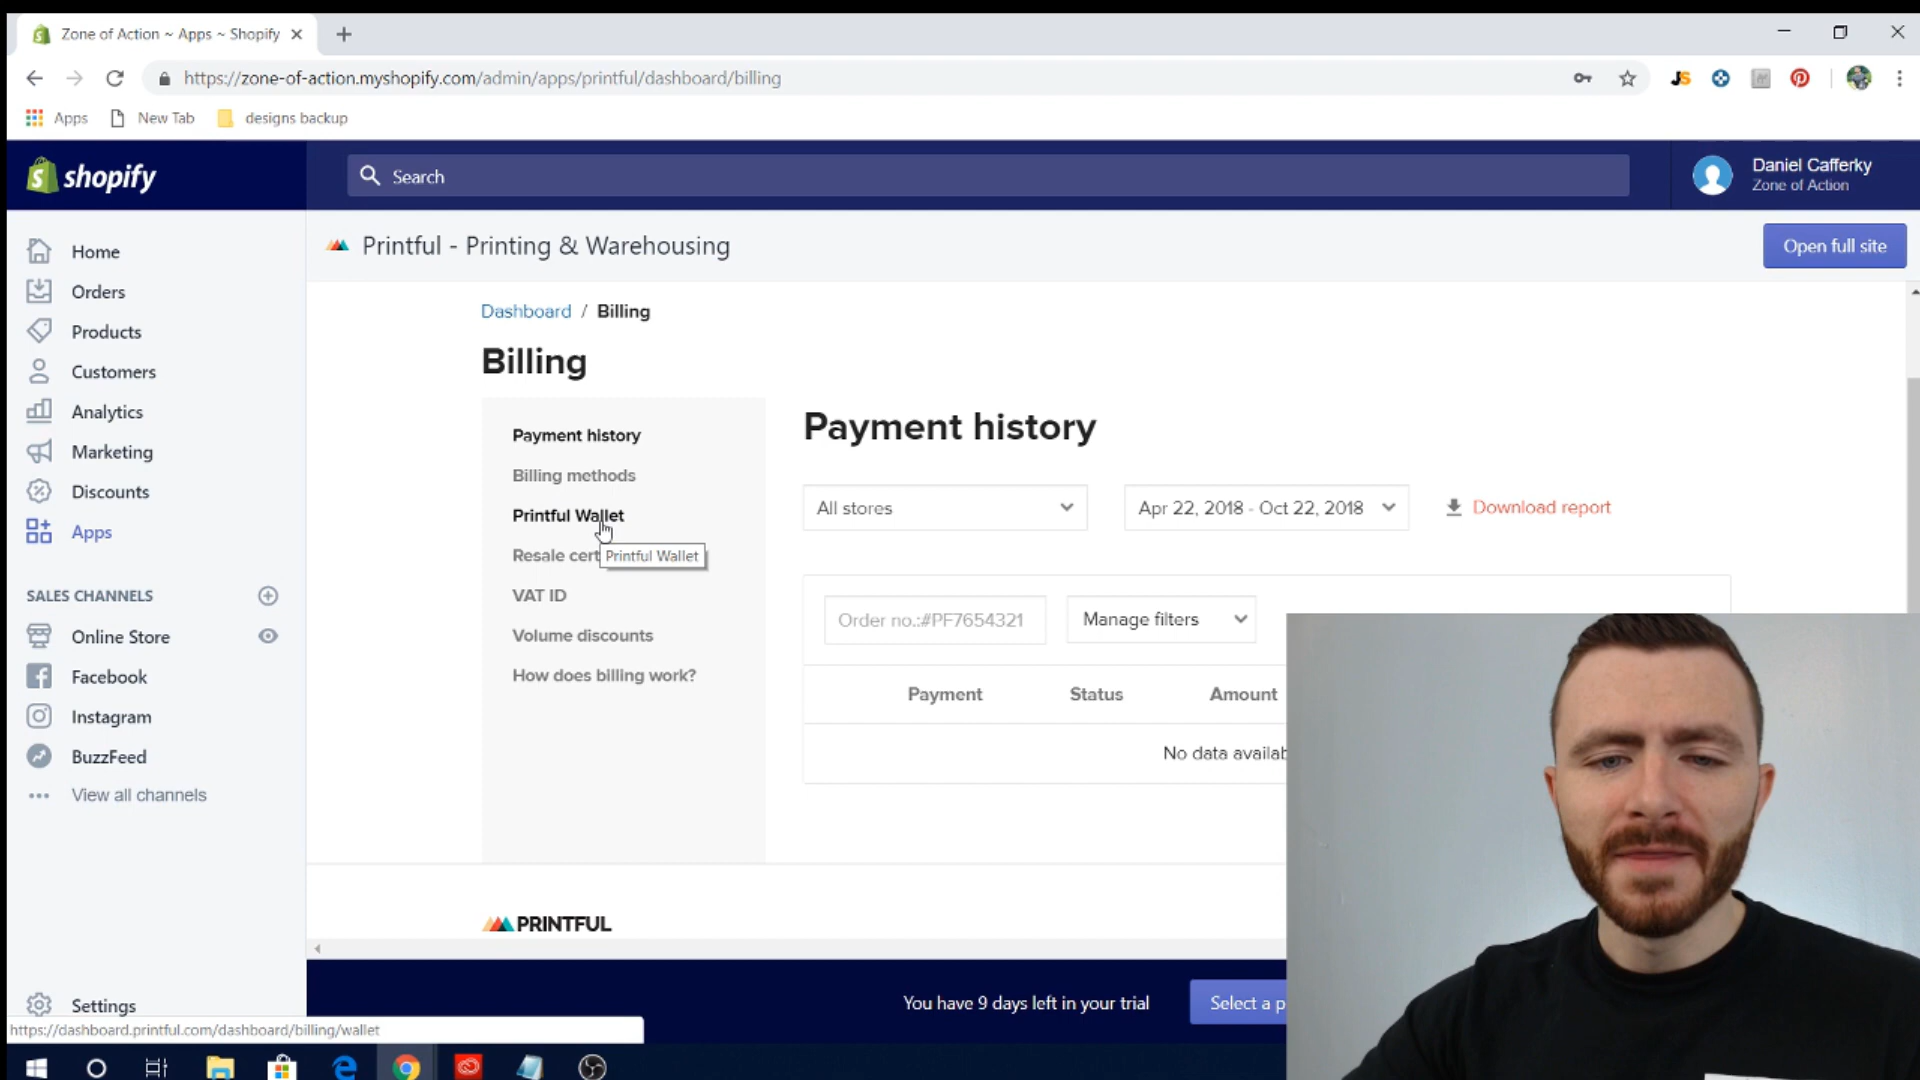 Zone of Action ~ Apps ~ Shopify
https://zone-of-action.myshopify.com/admin/apps/printful/dashboard/billing
JS
Apps
New Tab
designs backup
shopify
Search
Daniel Cafferky
Zone of Action
Printful - Printing & Warehousing
Open full site
Home
Orders
Products
Customers
Analytics
Marketing
Discounts
Apps
SALES CHANNELS
Online Store
Facebook
Instagram
BuzzFeed
View all channels
Settings
Dashboard / Billing
Billing
Payment history
Billing methods
Printful Wallet
Resale cert
Printful Wallet
VAT ID
Volume discounts
How does billing work?
Payment history
All stores
Apr 22, 2018 - Oct 22, 2018
Download report
Order no.:#PF7654321
Manage filters
Payment Status Amount
No data availab
PRINTFUL
You have 9 days left in your trial
Select a p
https://dashboard.printful.com/dashboard/billing/wallet